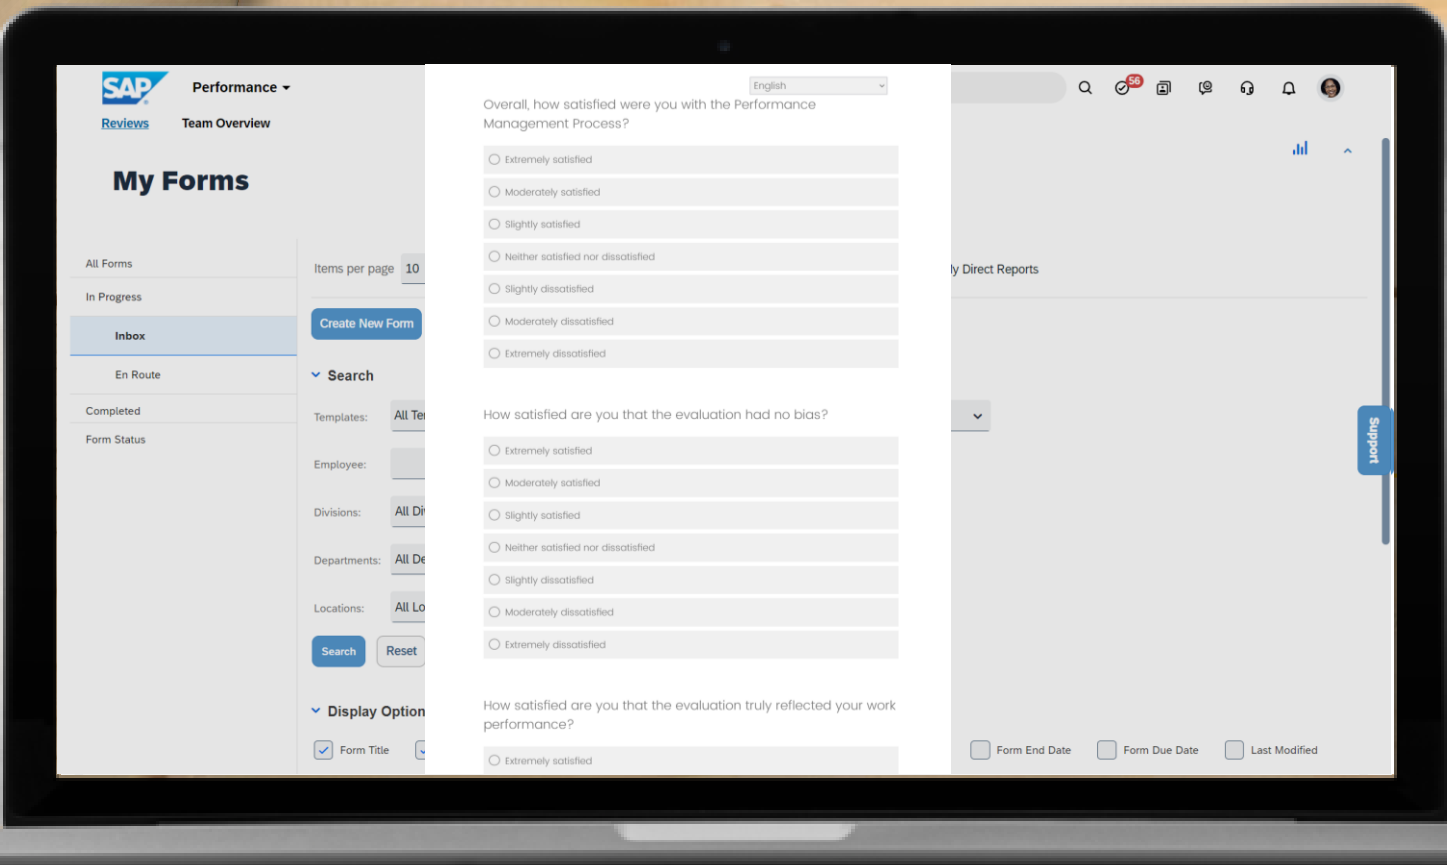 SAP
Performance
56
Reviews
Team Overview
My Forms
All Forms
In Progress
Inbox
En Route
Completed
Form Status
Items per page 10
Create New Form
Search
Templates:
Employee:
Divisions:
Departments:
Locations:
All
All
All
All
Search
Reset
Display
Form Title
English
Overall, how satisfied were you with the Performance
Management Process?
Extremely satisfied
Moderately satisfied
Slightly satisfied
Neither satisfied nor dissatisfied
Slightly dissatisfied
Moderately dissatisfied
Extremely dissatisfied
How satisfied are you that the evaluation had no bias?
Extremely satisfied
Moderately satisfied
Slightly satisfied
Neither satisfied nor dissatisfied
Slightly dissatisfied
Moderately dissatisfied
Extremely dissatisfied
How satisfied are you that the evaluation truly reflected your work
performance?
Extremely satisfied
Direct Reports
Support
Form End Date
Form Due Date
Last Modified